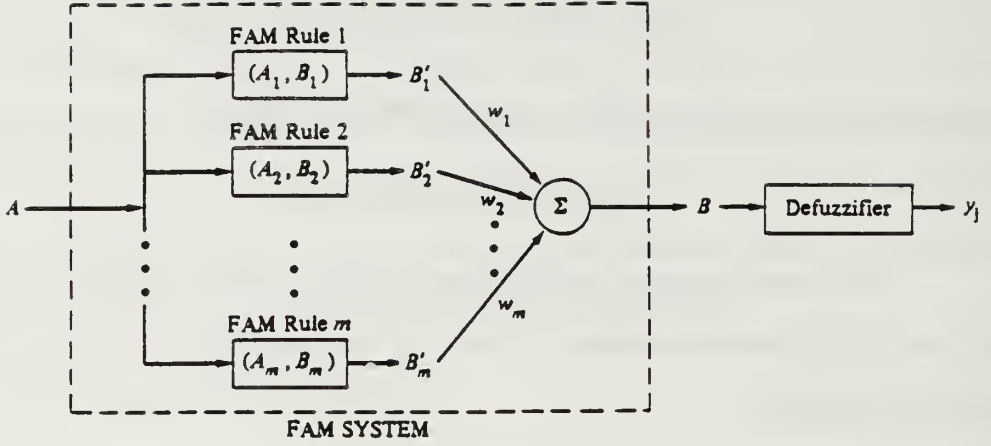 FAM Rule 1
(A₁, B₁)
B′₁
w₁
FAM Rule 2
(A₂, B₂)
B′₂
w₂
A
Σ
B
Defuzzifier
yⱼ
FAM Rule m
(Aₘ, Bₘ)
B′ₘ
wₘ
FAM SYSTEM